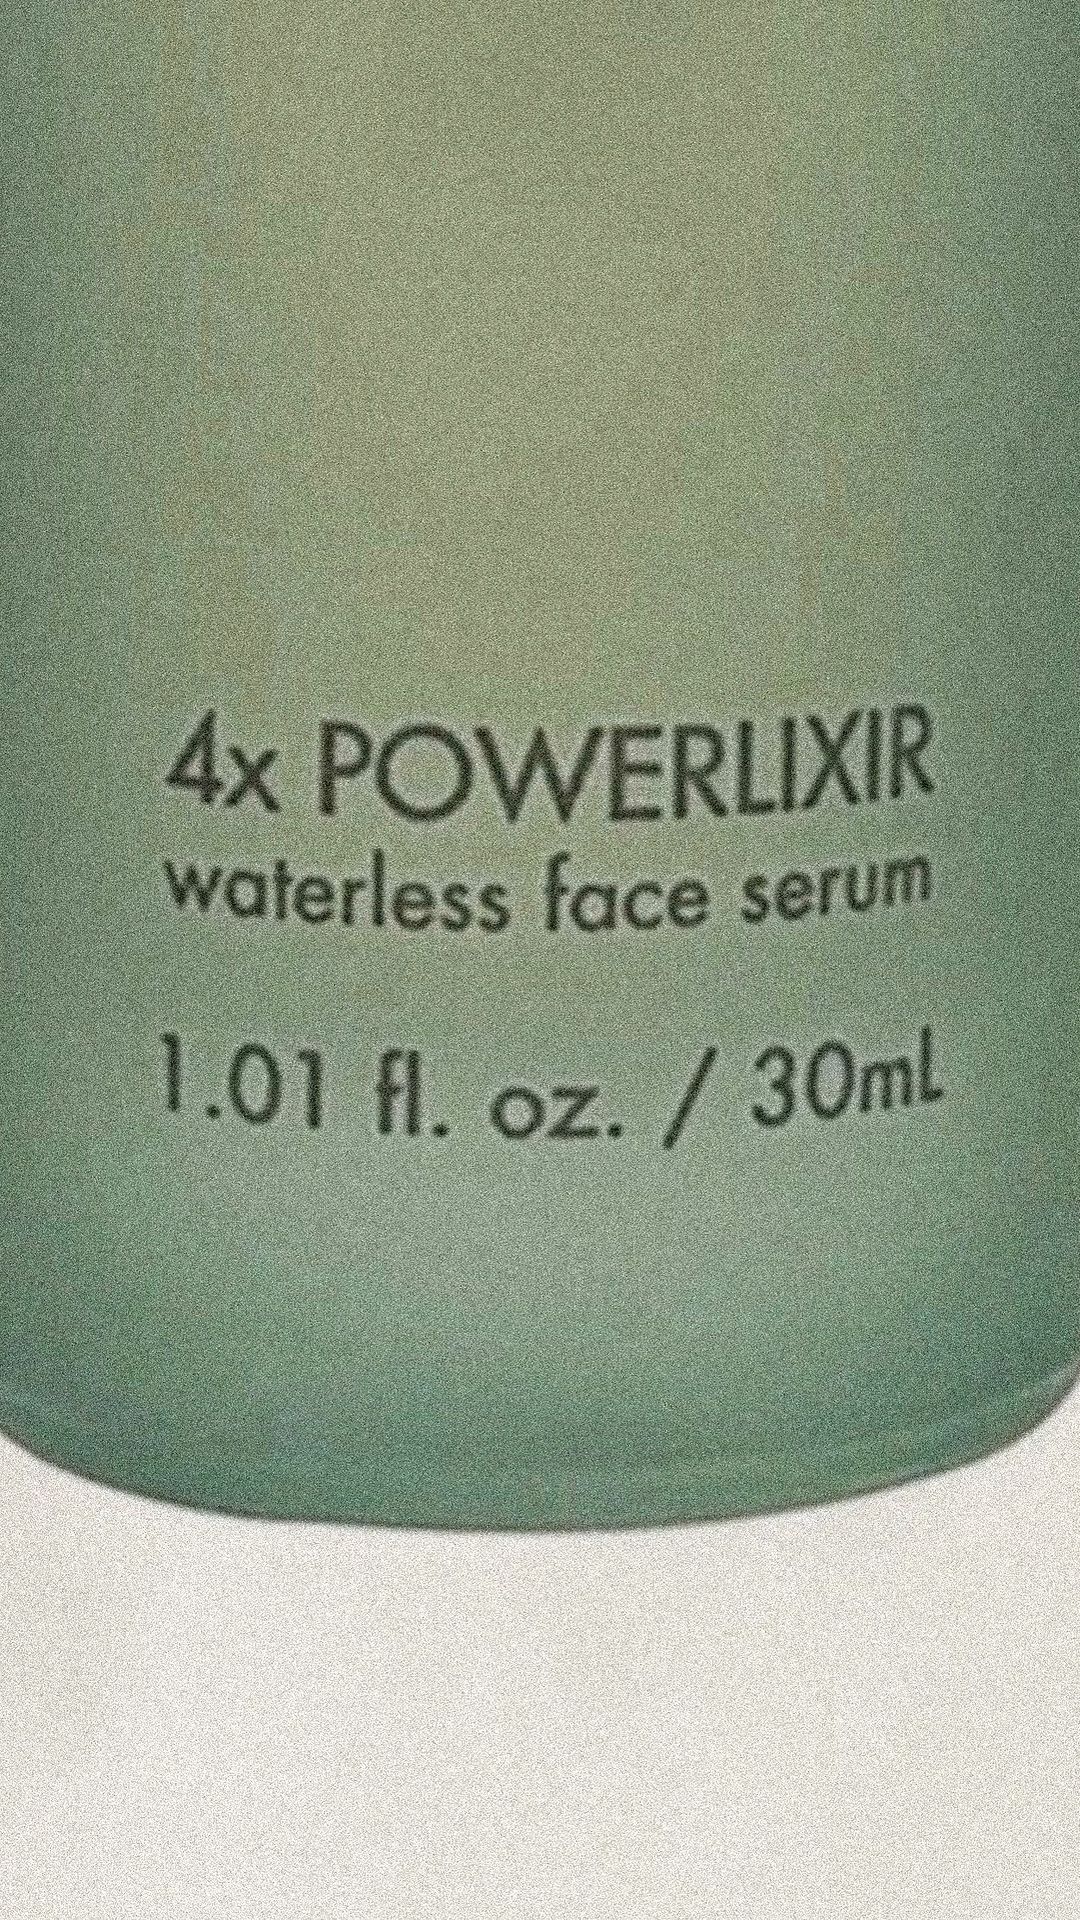 4x POWERLIXIR
waterless face serum
1.01 fl. oz. / 30mL